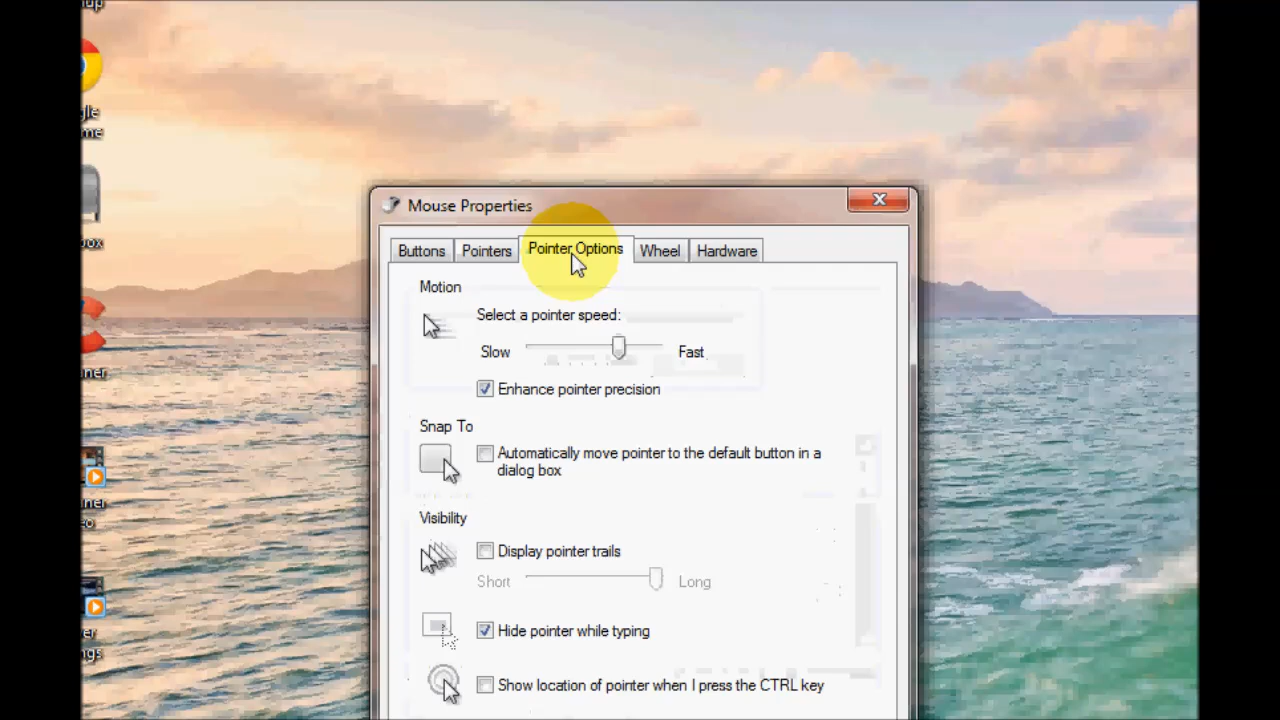 Mouse Properties
Buttons
Pointers
Pointer Options
Wheel
Hardware
Motion
Select a pointer speed:
Slow
Fast
Enhance pointer precision
Snap To
Automatically move pointer to the default button in a
dialog box
Visibility
Display pointer trails
Short
Long
Hide pointer while typing
Show location of pointer when I press the CTRL key